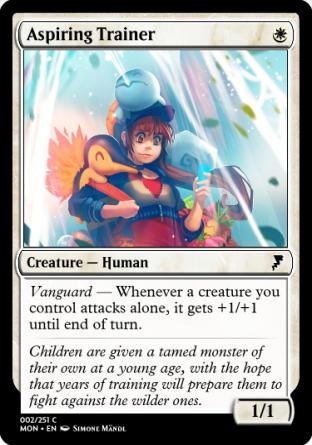 Aspiring Trainer
Creature — Human
Vanguard — Whenever a creature you
control attacks alone, it gets +1/+1
until end of turn.
Children are given a tamed monster of
their own at a young age, with the hope
that years of training will prepare them to
fight against the wilder ones.
1/1
002/251 C
MON • EN Simone Mändl